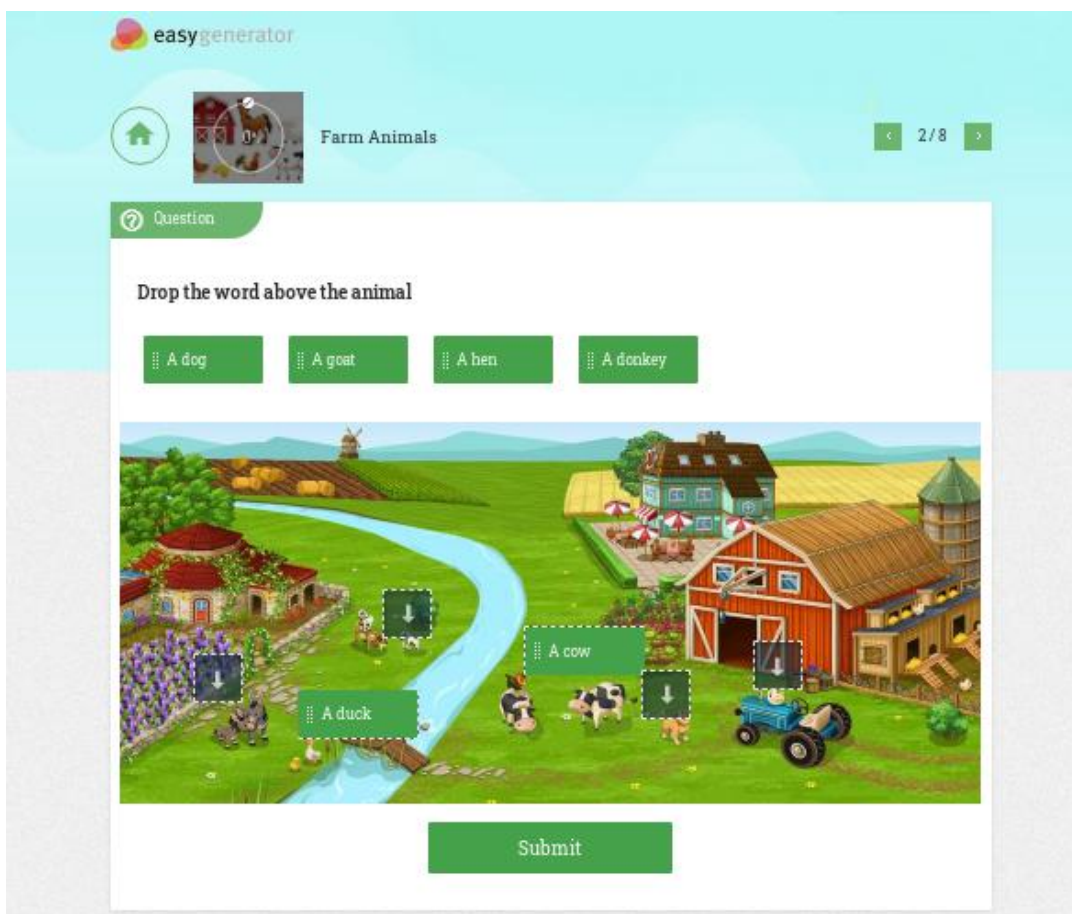 easygenerator
Farm Animals
2/8
Question
Drop the word above the animal
A dog
A goat
A hen
A donkey
A cow
A duck
Submit